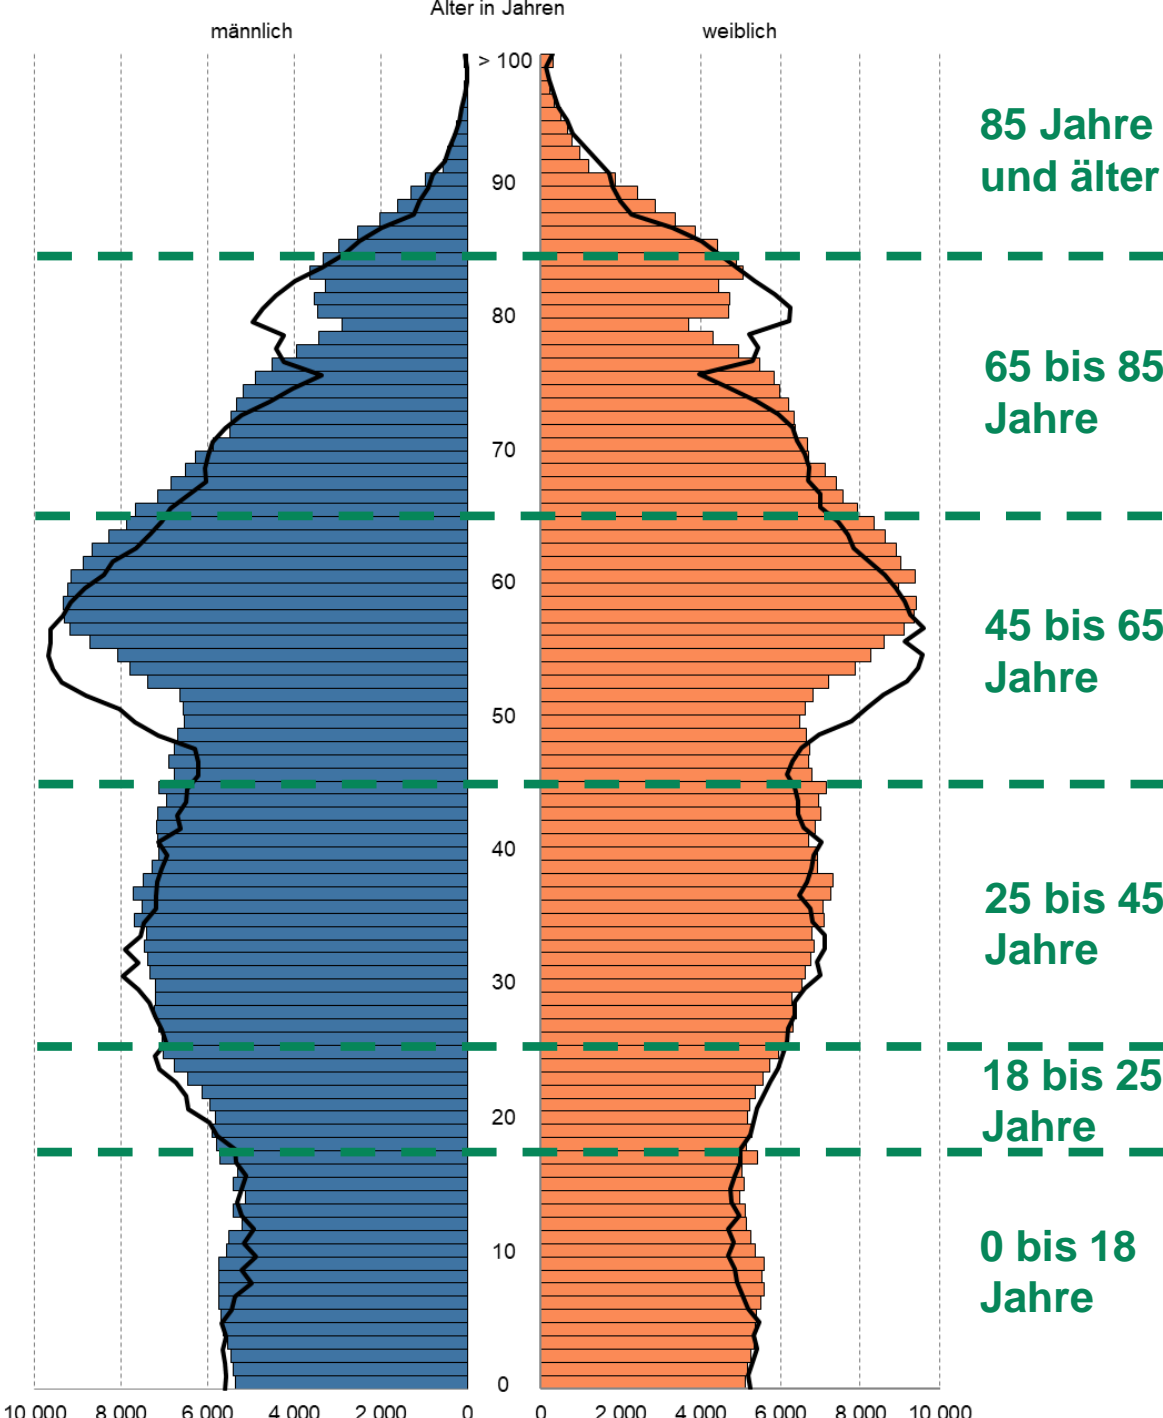 Alter in Jahren
männlich
weiblich
> 100
85 Jahre
und älter
90
80
65 bis 85
Jahre
70
60
45 bis 65
Jahre
50
40
25 bis 45
Jahre
30
18 bis 25
Jahre
20
10
0 bis 18
Jahre
0
10 000 8 000 6 000 4 000 2 000 0 0 2 000 4 000 6 000 8 000 10 000